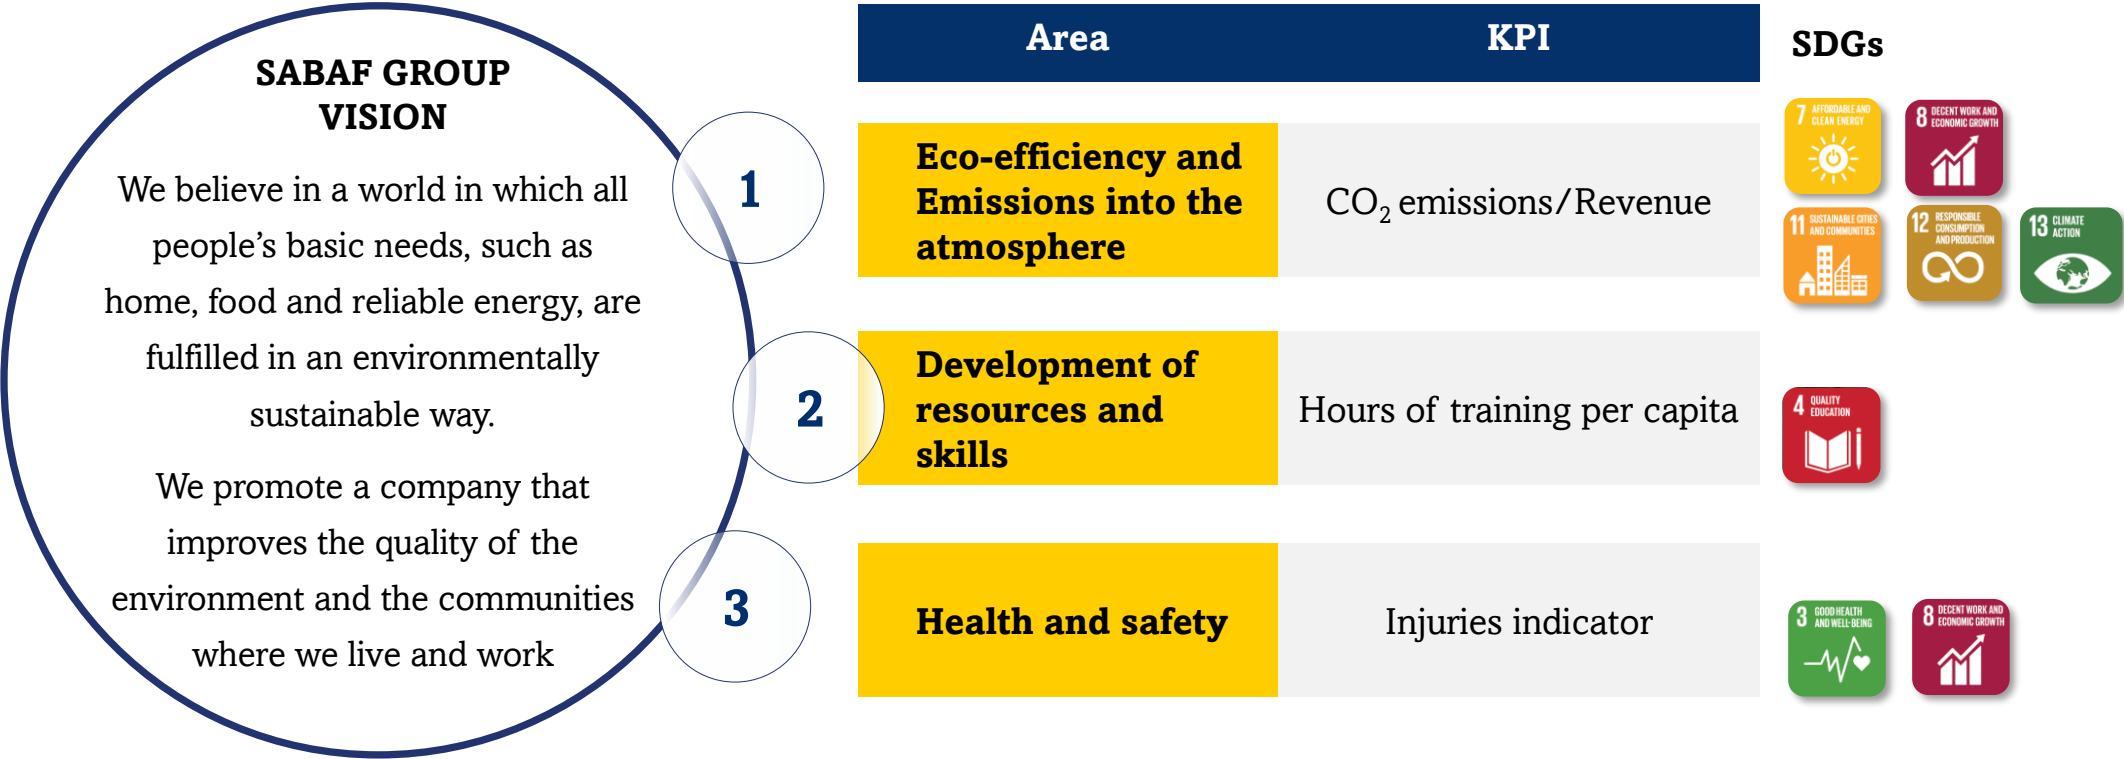 SABAF GROUP
VISION
We believe in a world in which all
people’s basic needs, such as
home, food and reliable energy, are
fulfilled in an environmentally
sustainable way.
We promote a company that
improves the quality of the
environment and the communities
where we live and work
Area
KPI
SDGs
1
Eco-efficiency and
Emissions into the
atmosphere
CO₂ emissions/Revenue
7 AFFORDABLE AND
CLEAN ENERGY
8 DECENT WORK AND
ECONOMIC GROWTH
11 SUSTAINABLE CITIES
AND COMMUNITIES
12 RESPONSIBLE
CONSUMPTION
AND PRODUCTION
13 CLIMATE
ACTION
2
Development of
resources and
skills
Hours of training per capita
4 QUALITY
EDUCATION
3
Health and safety
Injuries indicator
3 GOOD HEALTH
AND WELL-BEING
8 DECENT WORK AND
ECONOMIC GROWTH